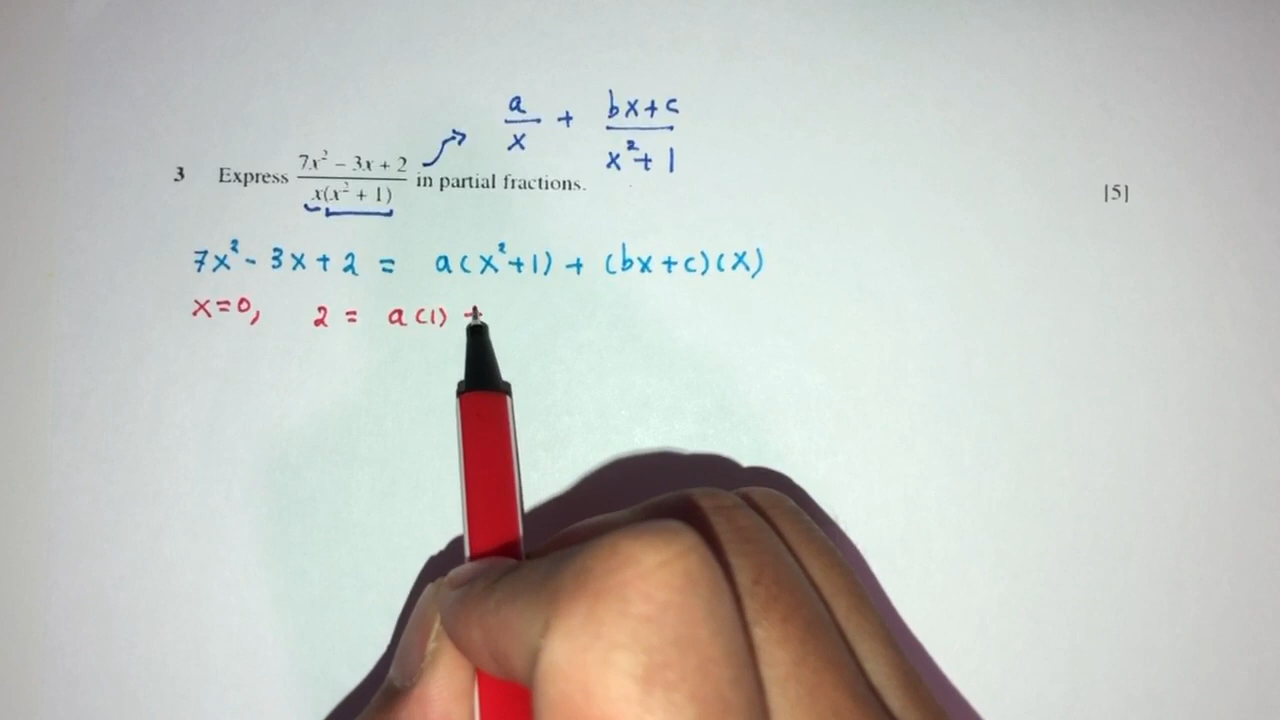 a/x + bx+c/x²+1
3 Express 7x² – 3x + 2/x(x² + 1) in partial fractions. [5]
7x² - 3x + 2 = a(x²+1) + (bx+c)(x)
x=0, 2 = a(1) +